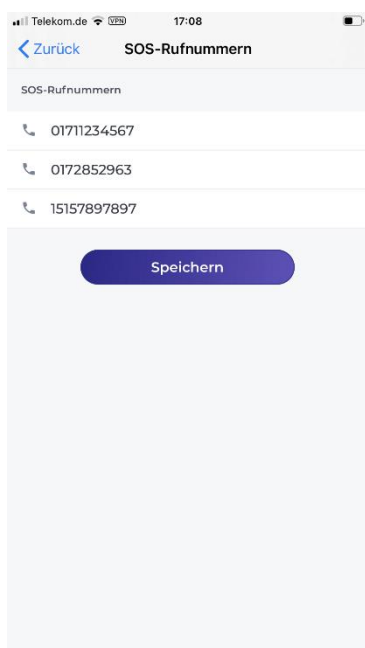 Telekom.de VPN 17:08
Zurück SOS-Rufnummern
SOS-Rufnummern
01711234567
0172852963
15157897897
Speichern